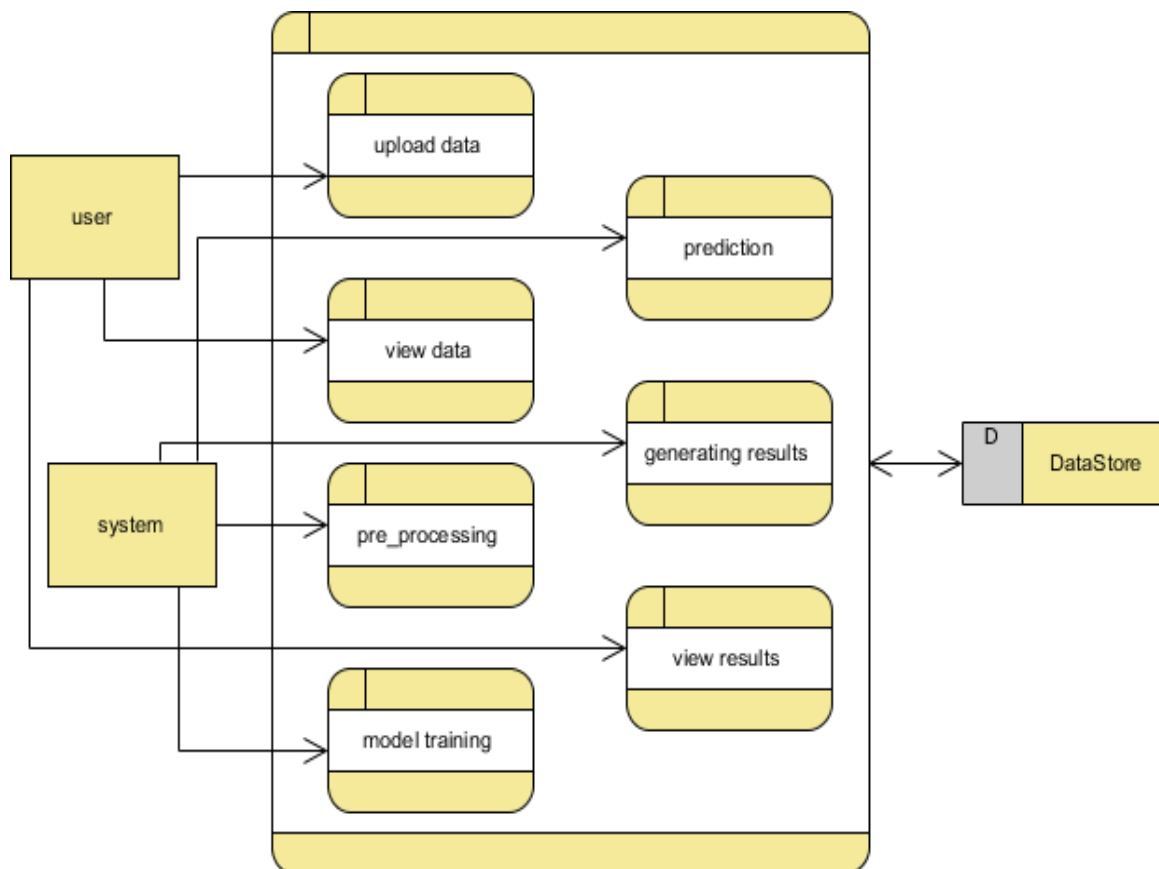 upload data
user
prediction
view data
D
generating results
DataStore
system
pre_processing
view results
model training